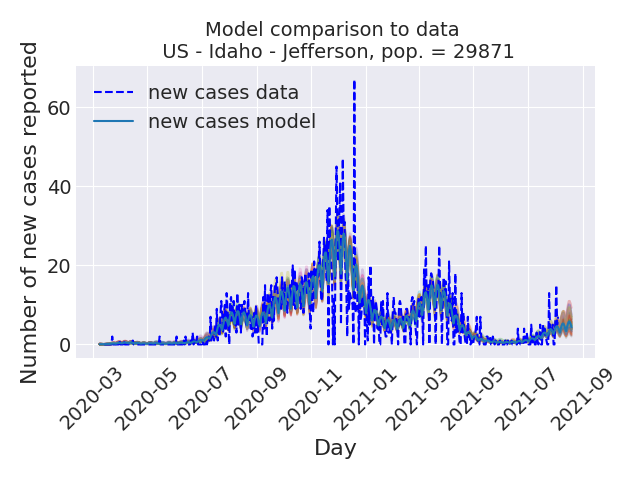 Model comparison to data
US - Idaho - Jefferson, pop. = 29871
Number of new cases reported
60
40
20
0
new cases data
new cases model
2020-03
2020-05
2020-07
2020-09
2020-11
2021-01
2021-03
2021-05
2021-07
2021-09
Day